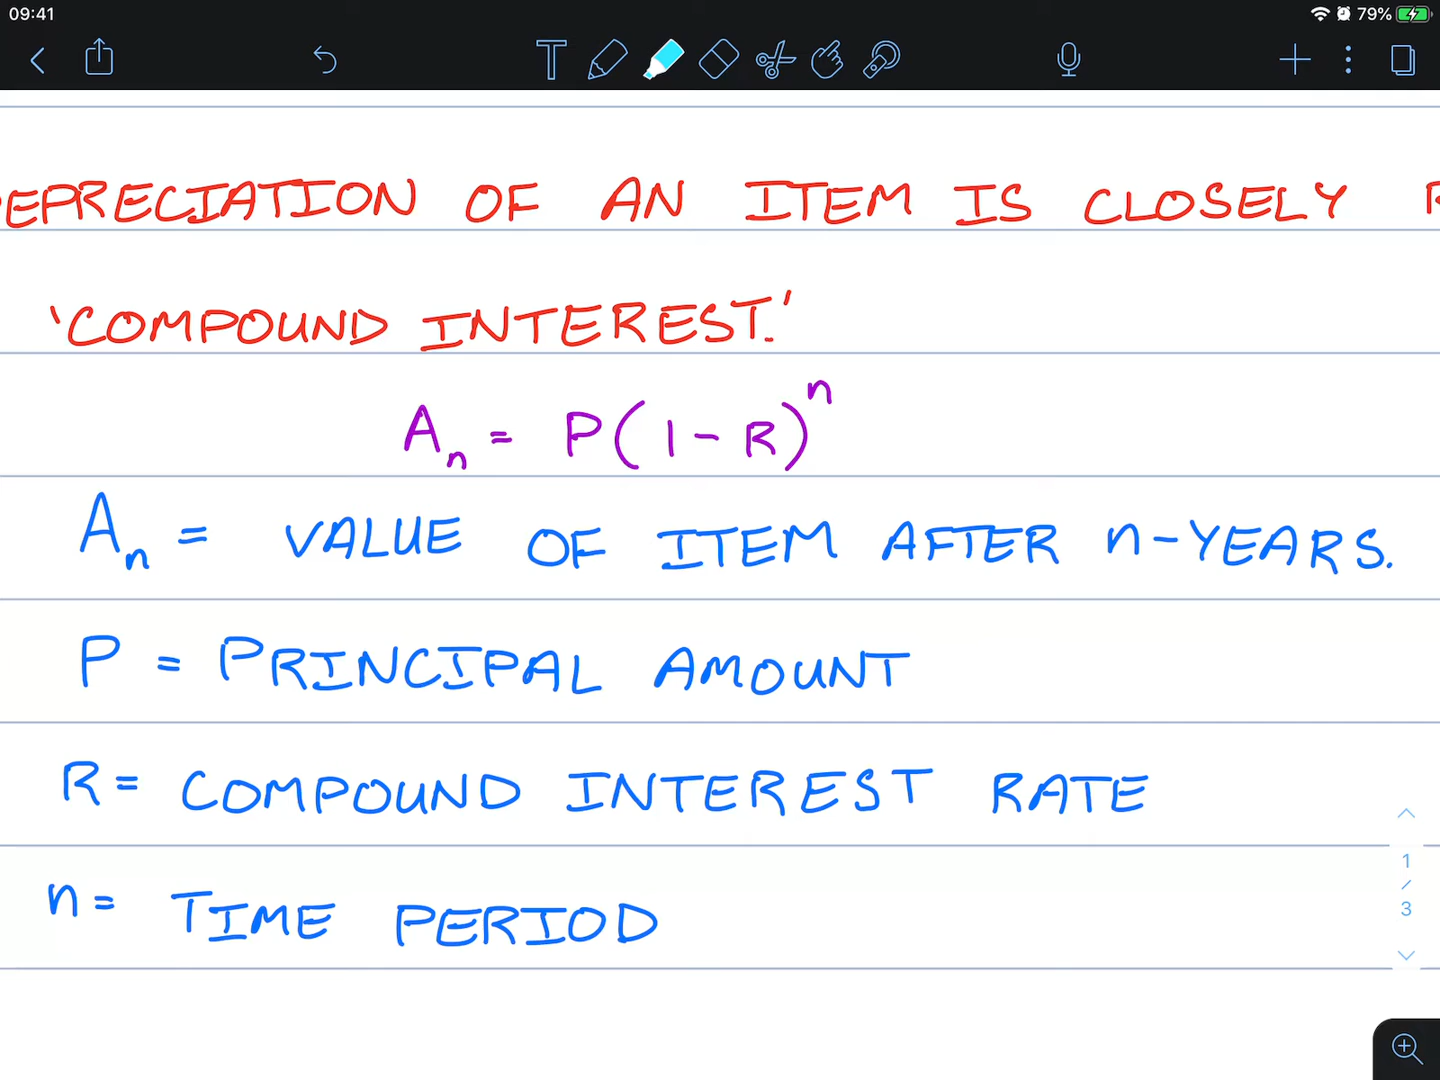 09:41
79%
T
EPRECIATION OF AN ITEM IS CLOSELY
'COMPOUND INTEREST.'
Aₙ = P(1-R)ⁿ
Aₙ = VALUE OF ITEM AFTER n-YEARS.
P = PRINCIPAL AMOUNT
R = COMPOUND INTEREST RATE
n = TIME PERIOD
1
/
3